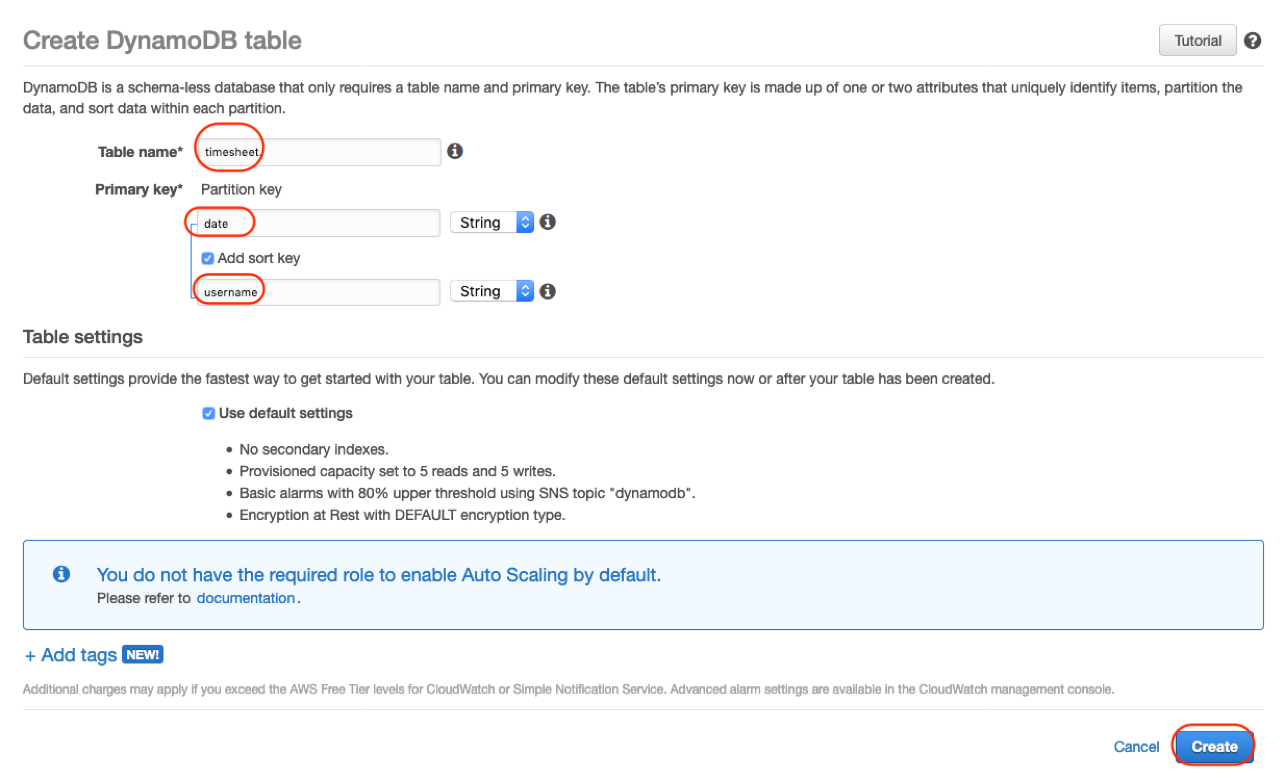 Create DynamoDB table
Tutorial
DynamoDB is a schema-less database that only requires a table name and primary key. The table's primary key is made up of one or two attributes that uniquely identify items, partition the
data, and sort data within each partition.
Table name* timesheet
Primary key* Partition key
date String
Add sort key
username String
Table settings
Default settings provide the fastest way to get started with your table. You can modify these default settings now or after your table has been created.
Use default settings
• No secondary indexes.
• Provisioned capacity set to 5 reads and 5 writes.
• Basic alarms with 80% upper threshold using SNS topic "dynamodb".
• Encryption at Rest with DEFAULT encryption type.
You do not have the required role to enable Auto Scaling by default.
Please refer to documentation.
+ Add tags NEW!
Additional charges may apply if you exceed the AWS Free Tier levels for CloudWatch or Simple Notification Service. Advanced alarm settings are available in the CloudWatch management console.
Cancel Create